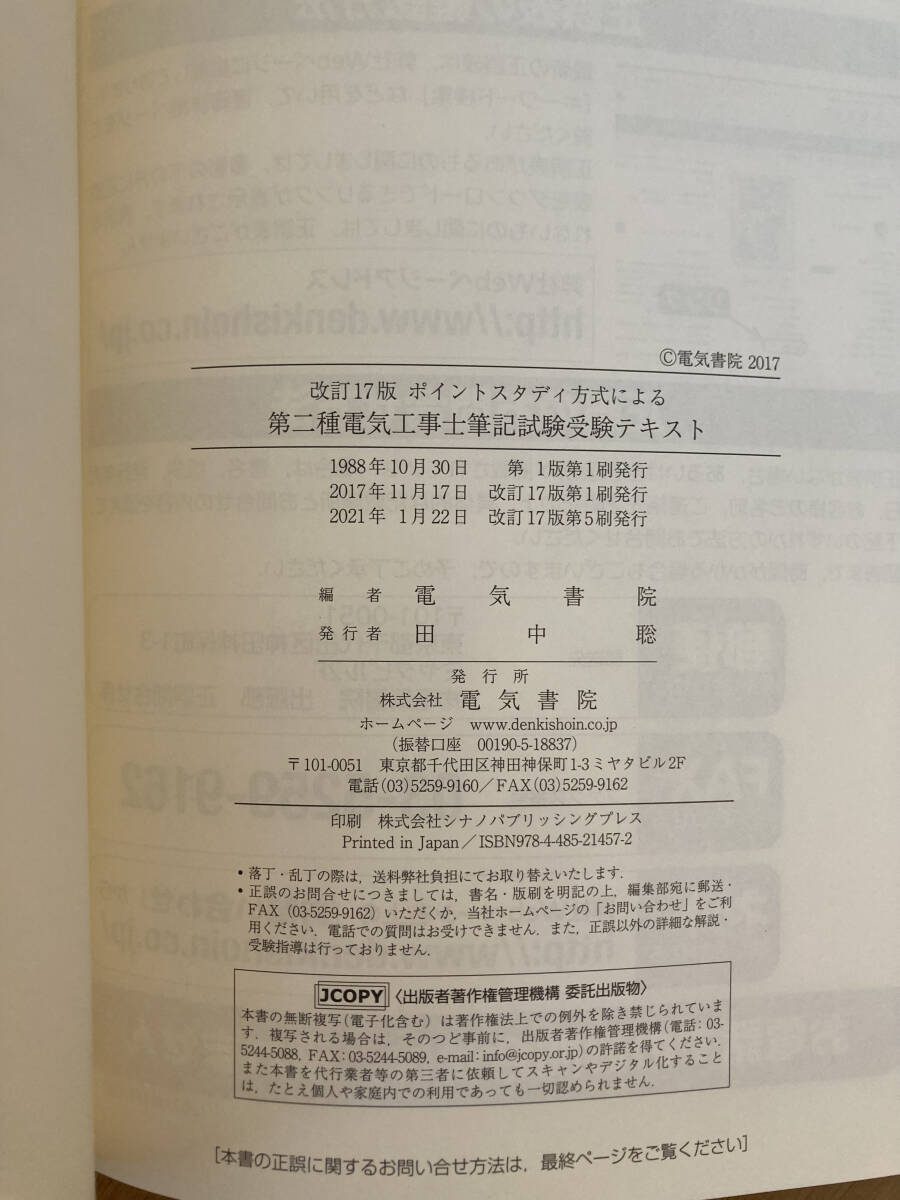 ©電気書院 2017
改訂17版 ポイントスタディ方式による
第二種電気工事士筆記試験受験テキスト
1988年10月30日 第 1版第1刷発行
2017年11月17日 改訂17版第1刷発行
2021年 1月22日 改訂17版第5刷発行
編者 電気書院
発行者 田中聡
発行所
株式会社 電気書院
ホームページ www.denkishoin.co.jp
(振替口座 00190-5-18837)
〒101-0051 東京都千代田区神田神保町1-3ミヤタビル2F
電話(03)5259-9160/FAX(03)5259-9162
印刷 株式会社シナノパブリッシングプレス
Printed in Japan/ISBN978-4-485-21457-2
• 落丁・乱丁の際は,送料弊社負担にてお取り替えいたします.
• 正誤のお問合せにつきましては,書名・版刷を明記の上,編集部宛に郵送・
FAX(03-5259-9162)いただくか,当社ホームページの「お問い合わせ」をご利
用ください.電話での質問はお受けできません.また,正誤以外の詳細な解説・
受験指導は行っておりません.
JCOPY〈出版者著作権管理機構 委託出版物〉
本書の無断複写(電子化含む)は著作権法上での例外を除き禁じられていま
す.複写される場合は,そのつど事前に,出版者著作権管理機構(電話:03-
5244-5088, FAX:03-5244-5089, e-mail:info@jcopy.or.jp)の許諾を得てください.
また本書を代行業者等の第三者に依頼してスキャンやデジタル化すること
は,たとえ個人や家庭内での利用であっても一切認められません.
[本書の正誤に関するお問い合せ方法は,最終ページをご覧ください]